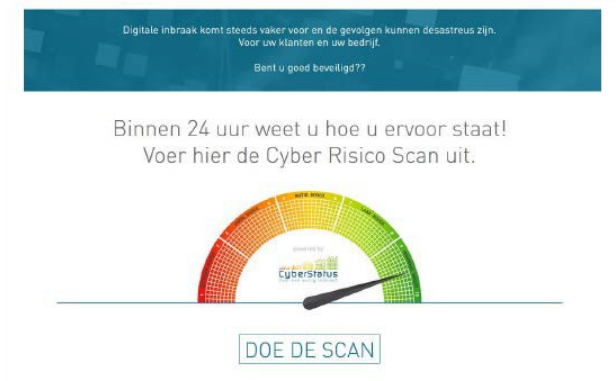 Digitale inbraak komt steeds vaker voor en de gevolgen kunnen desastreus zijn.
Voor uw klanten en uw bedrijf.
Bent u goed beveiligd??
Binnen 24 uur weet u hoe u ervoor staat!
Voer hier de Cyber Risico Scan uit.
powered by
CyberStatus
DOE DE SCAN